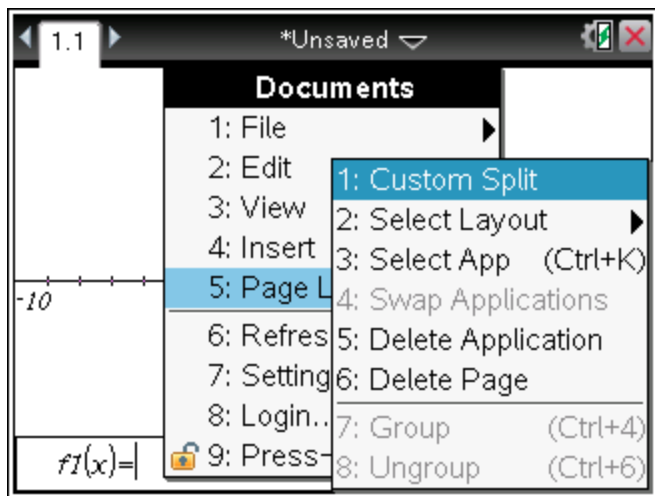 1.1
*Unsaved
Documents
1: File
2: Edit
3: View
4: Insert
5: Page L
6: Refres
7: Setting
8: Login..
9: Press-
1: Custom Split
2: Select Layout
3: Select App (Ctrl+K)
4: Swap Applications
5: Delete Application
6: Delete Page
7: Group (Ctrl+4)
8: Ungroup (Ctrl+6)
-10
f1(x)=